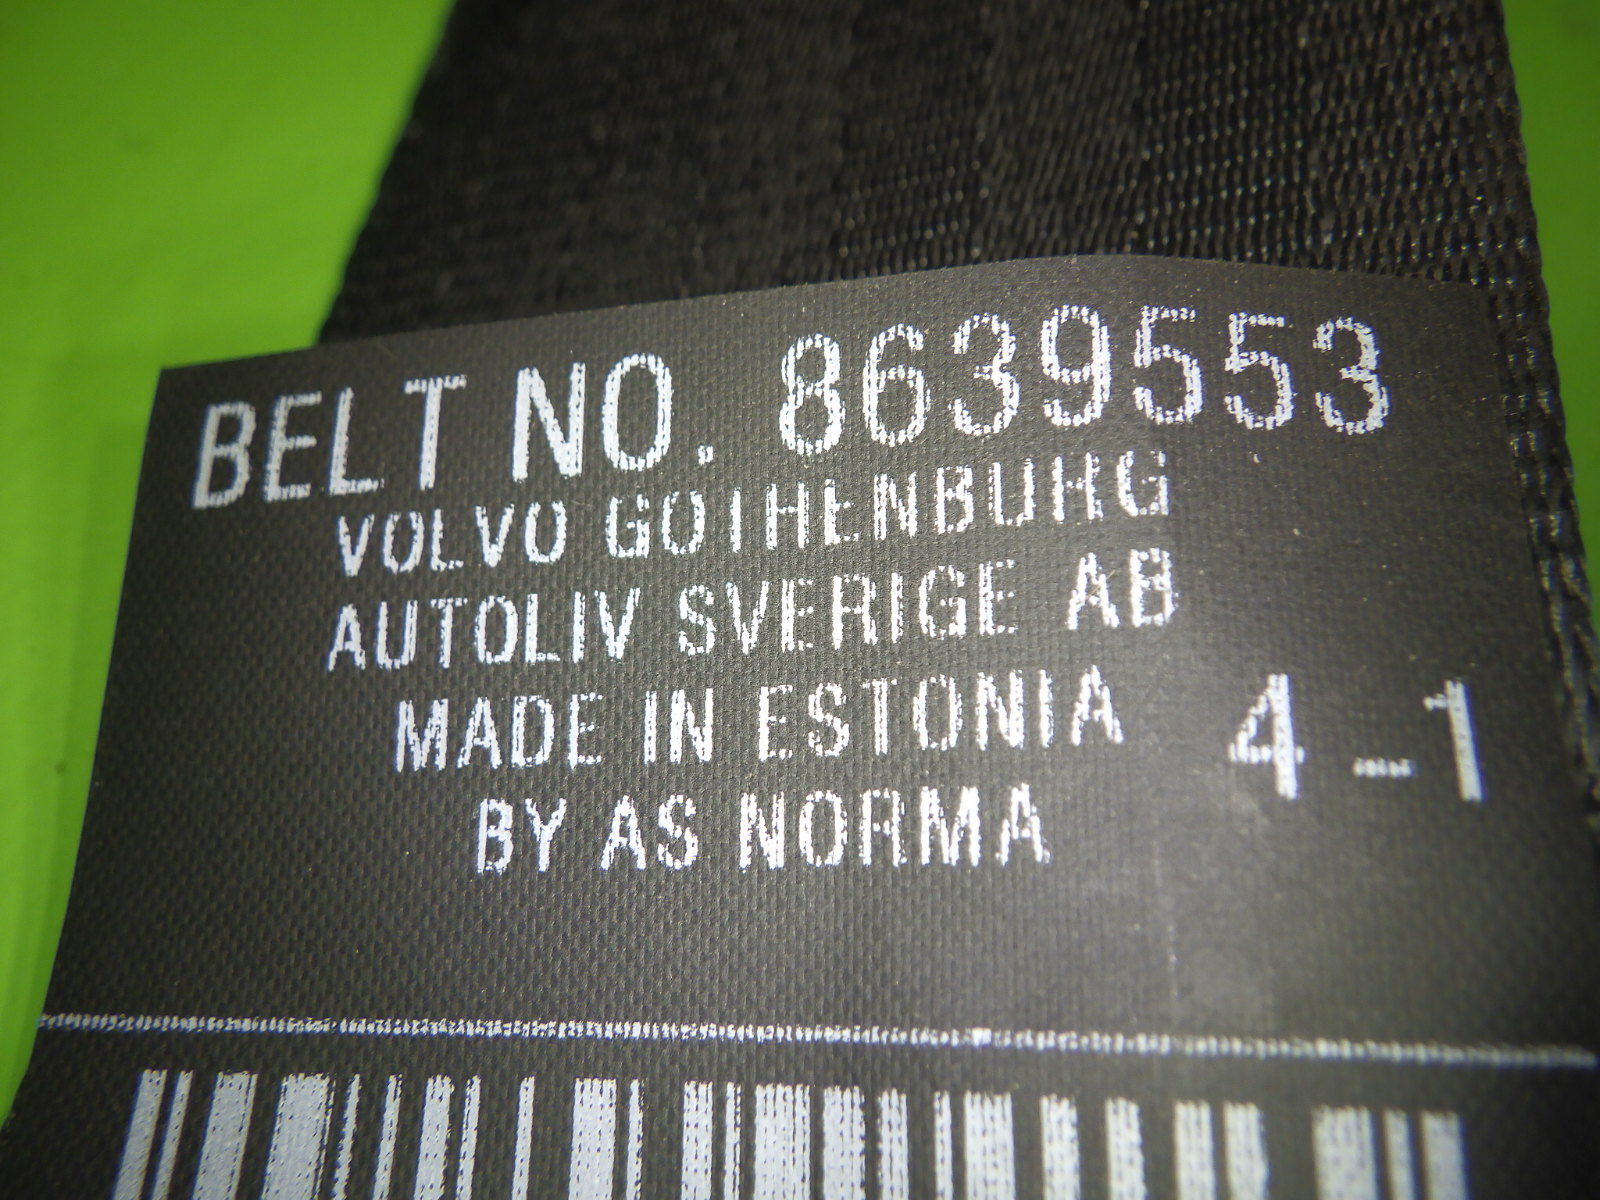 BELT NO. 8639553
VOLVO GOTHENBURG
AUTOLIV SVERIGE AB
MADE IN ESTONIA 4-1
BY AS NORMA